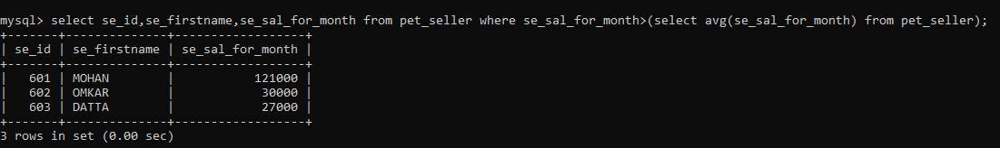 mysql> select se_id,se_firstname,se_sal_for_month from pet_seller where se_sal_for_month>(select avg(se_sal_for_month) from pet_seller);
+-------+--------------+------------------+
| se_id | se_firstname | se_sal_for_month |
+-------+--------------+------------------+
|   601 | MOHAN        |           121000 |
|   602 | OMKAR        |            30000 |
|   603 | DATTA        |            27000 |
+-------+--------------+------------------+
3 rows in set (0.00 sec)